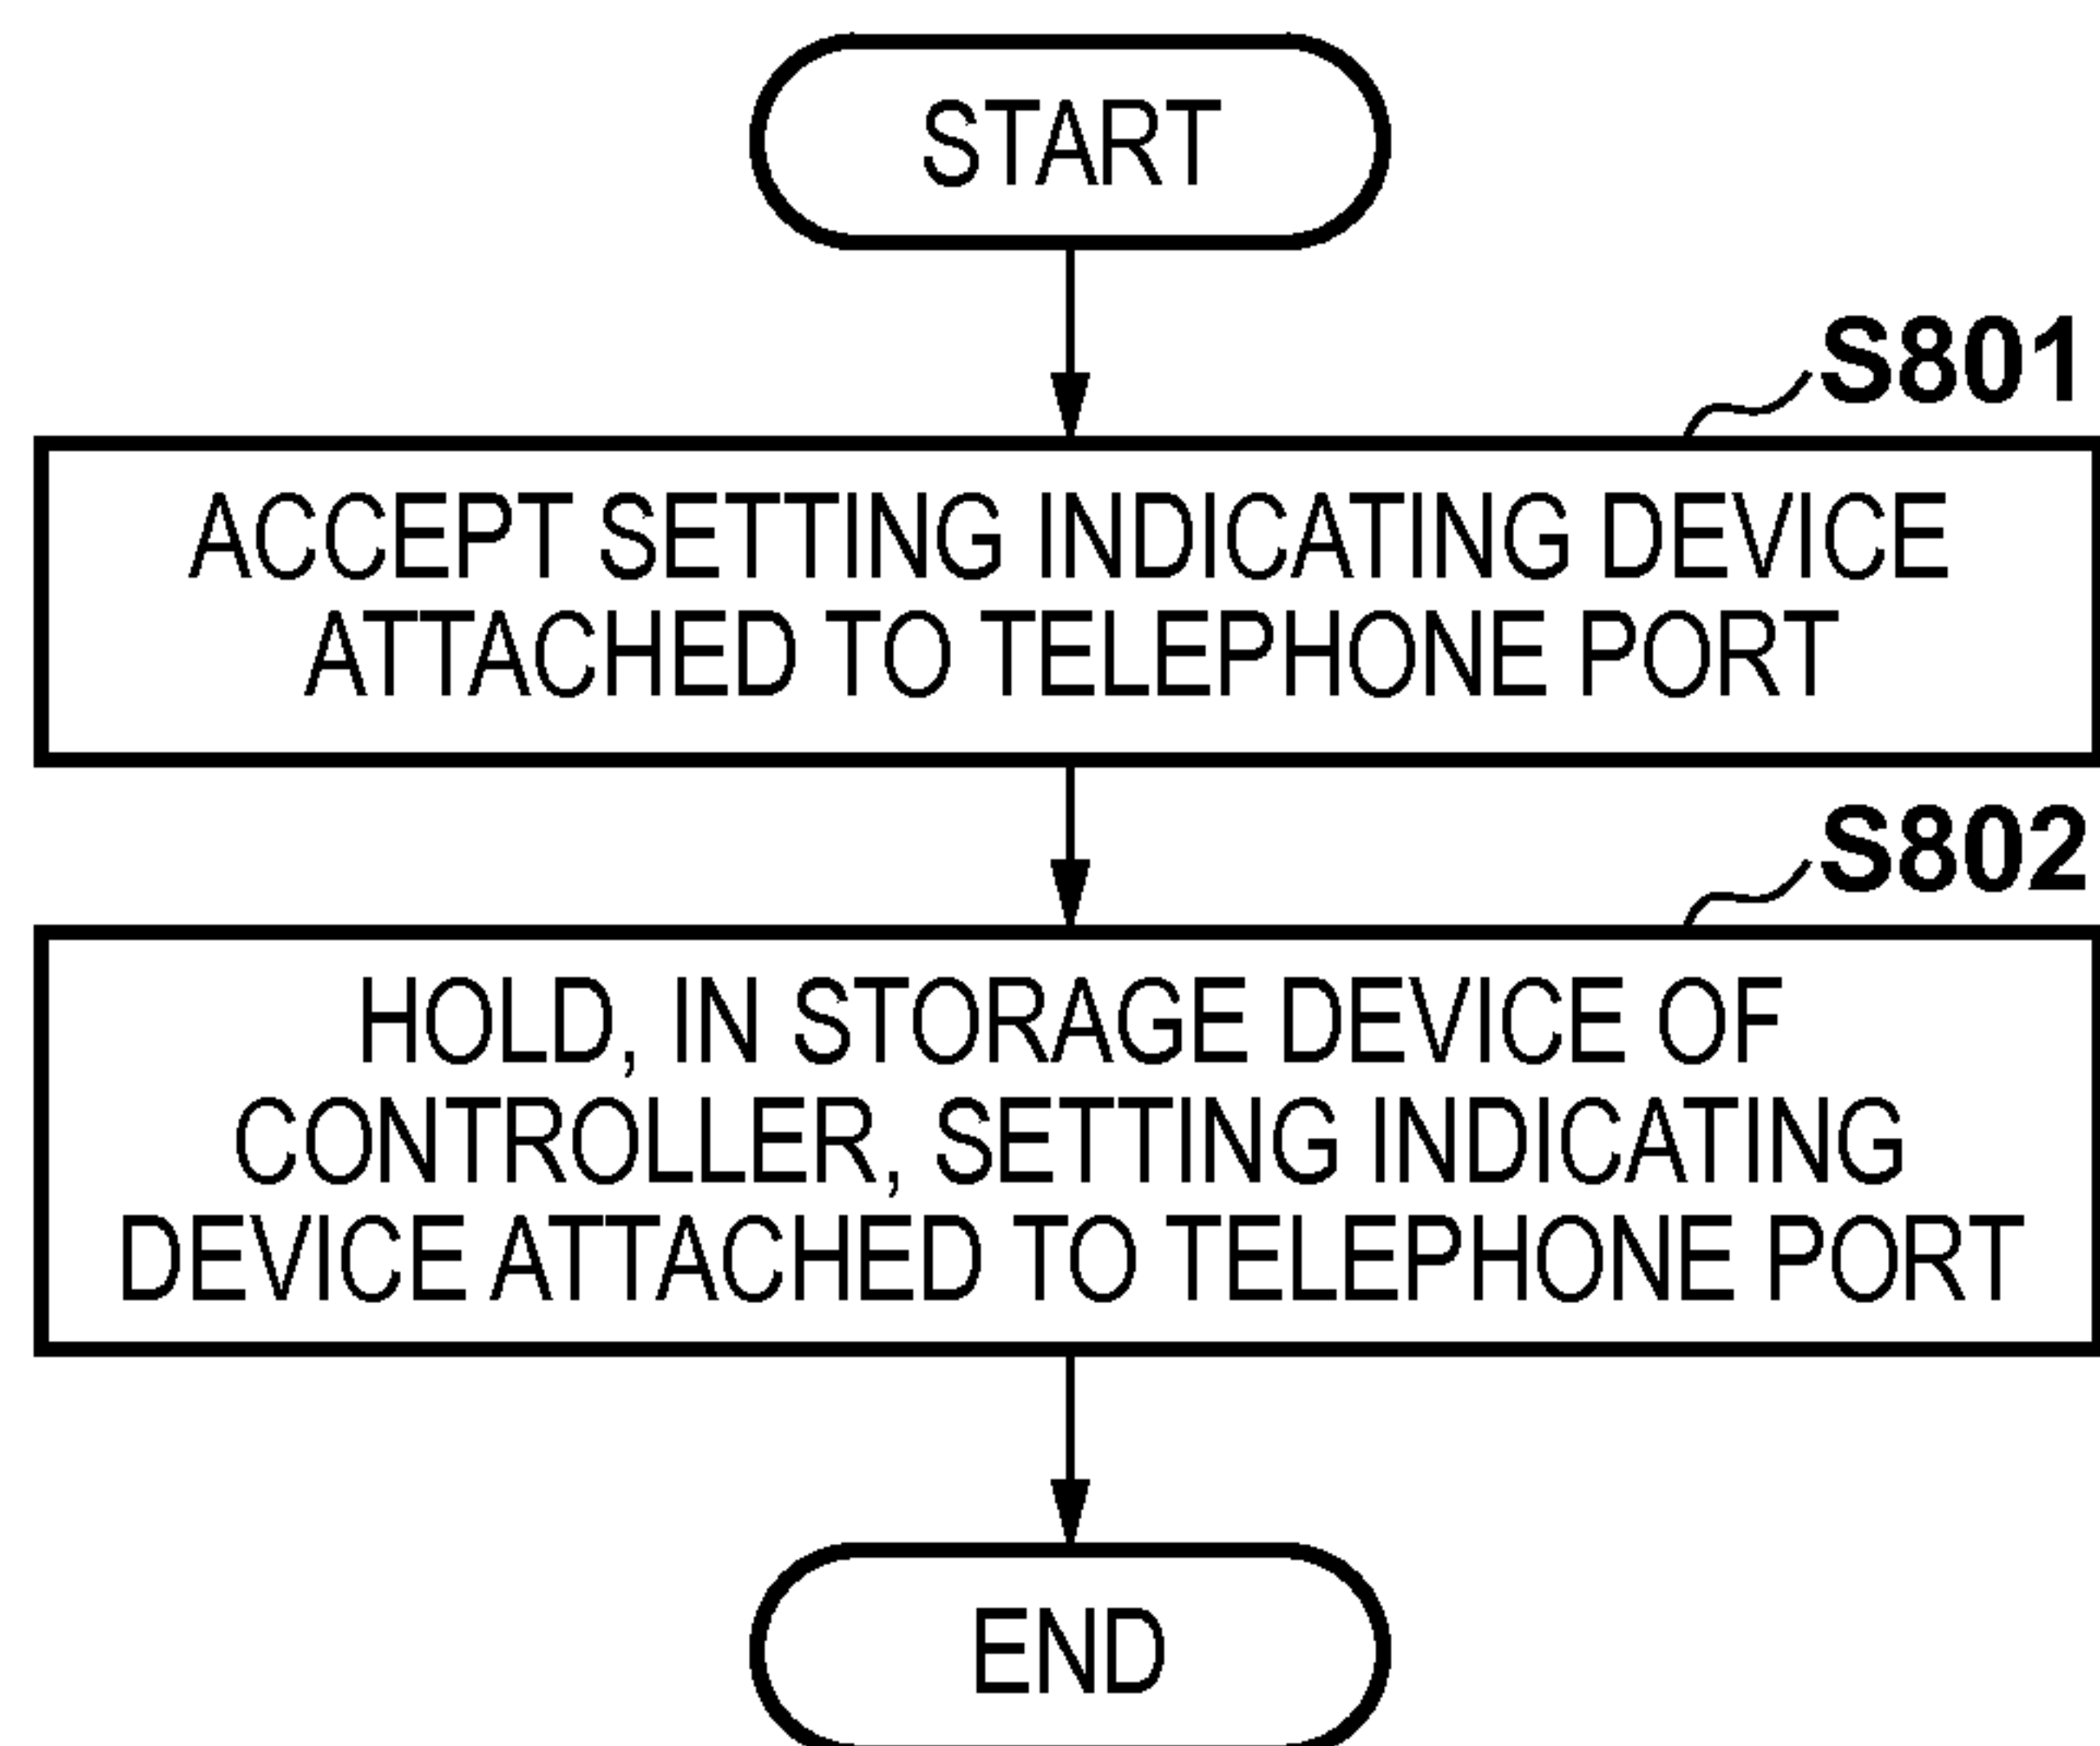 START
S801
ACCEPT SETTING INDICATING DEVICE
ATTACHED TO TELEPHONE PORT
S802
HOLD, IN STORAGE DEVICE OF
CONTROLLER, SETTING INDICATING
DEVICE ATTACHED TO TELEPHONE PORT
END